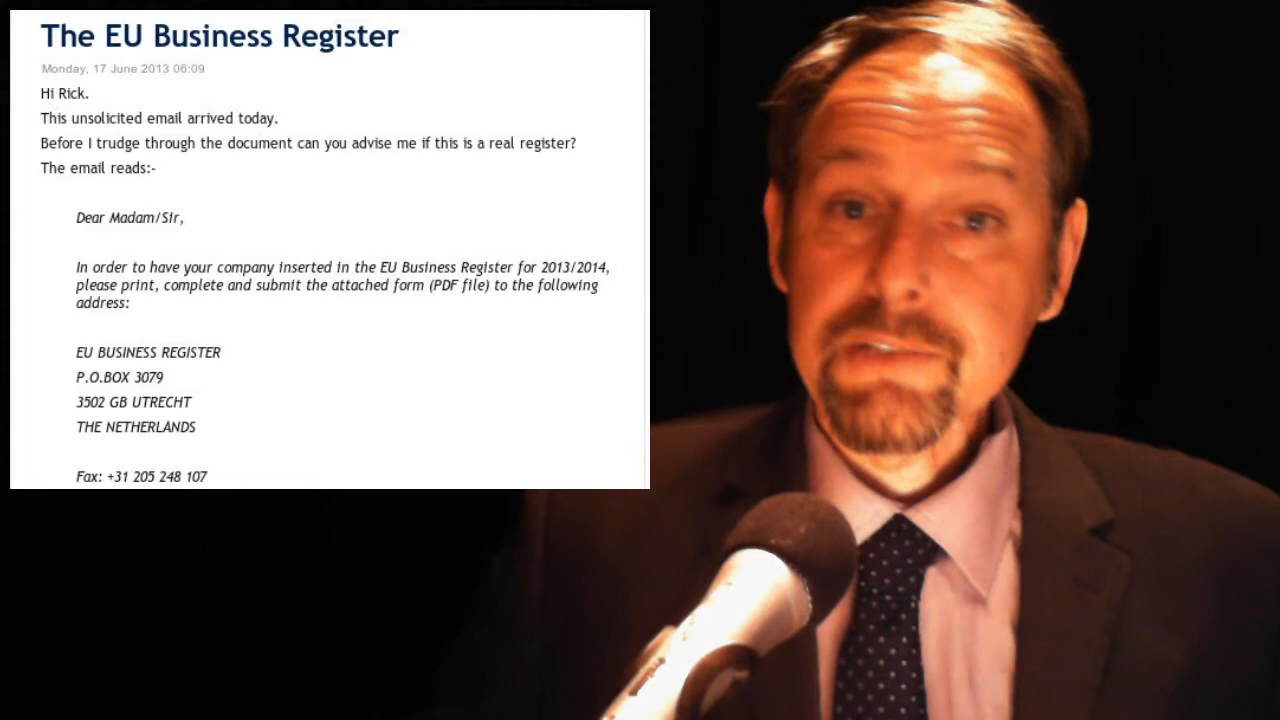 The EU Business Register
Monday, 17 June 2013 06:09
Hi Rick.
This unsolicited email arrived today.
Before I trudge through the document can you advise me if this is a real register?
The email reads:-
Dear Madam/Sir,
In order to have your company inserted in the EU Business Register for 2013/2014,
please print, complete and submit the attached form (PDF file) to the following
address:
EU BUSINESS REGISTER
P.O.BOX 3079
3502 GB UTRECHT
THE NETHERLANDS
Fax: +31 205 248 107